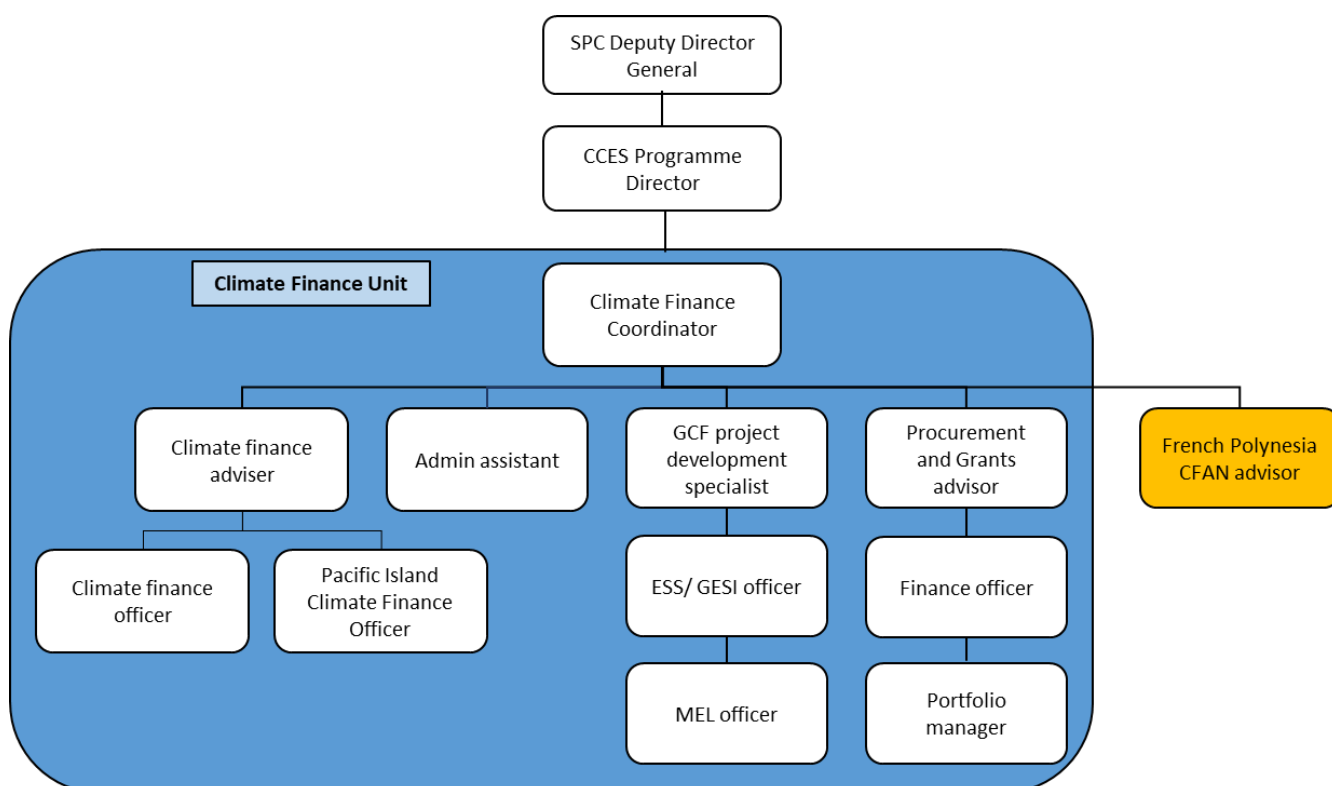 SPC Deputy Director
General
CCES Programme
Director
Climate Finance Unit
Climate Finance
Coordinator
Climate finance
adviser
Admin assistant
GCF project
development
specialist
Procurement
and Grants
advisor
French Polynesia
CFAN advisor
Climate finance
officer
Pacific Island
Climate Finance
Officer
ESS/ GESI officer
Finance officer
MEL officer
Portfolio
manager